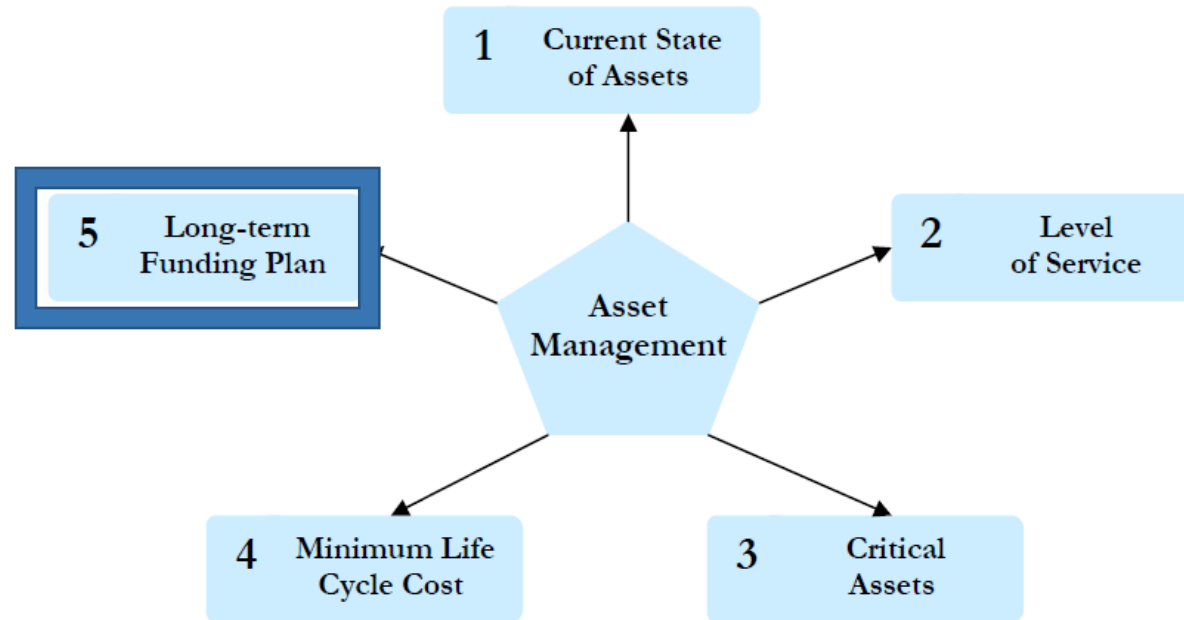 1 Current State
of Assets
5 Long-term
Funding Plan
2 Level
of Service
Asset
Management
4 Minimum Life
Cycle Cost
3 Critical
Assets